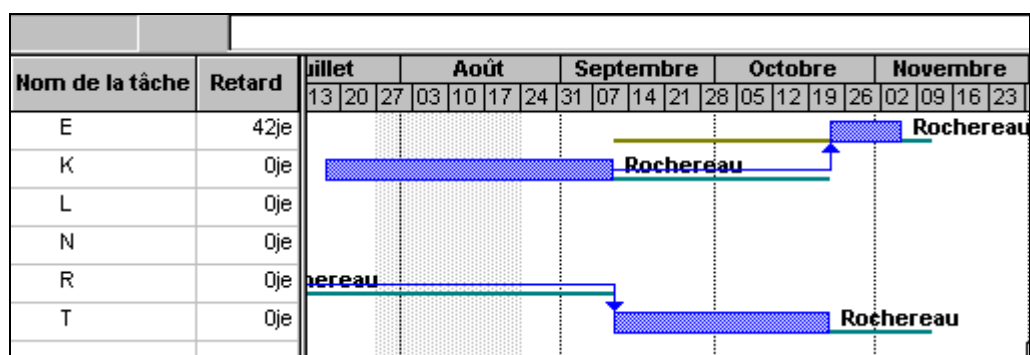 Nom de la tâche Retard uillet Août Septembre Octobre Novembre
13 20 27 03 10 17 24 31 07 14 21 28 05 12 19 26 02 09 16 23
E 42je Rochereau
K 0je Rochereau
L 0je
N 0je
R 0je hereau
T 0je Rochereau